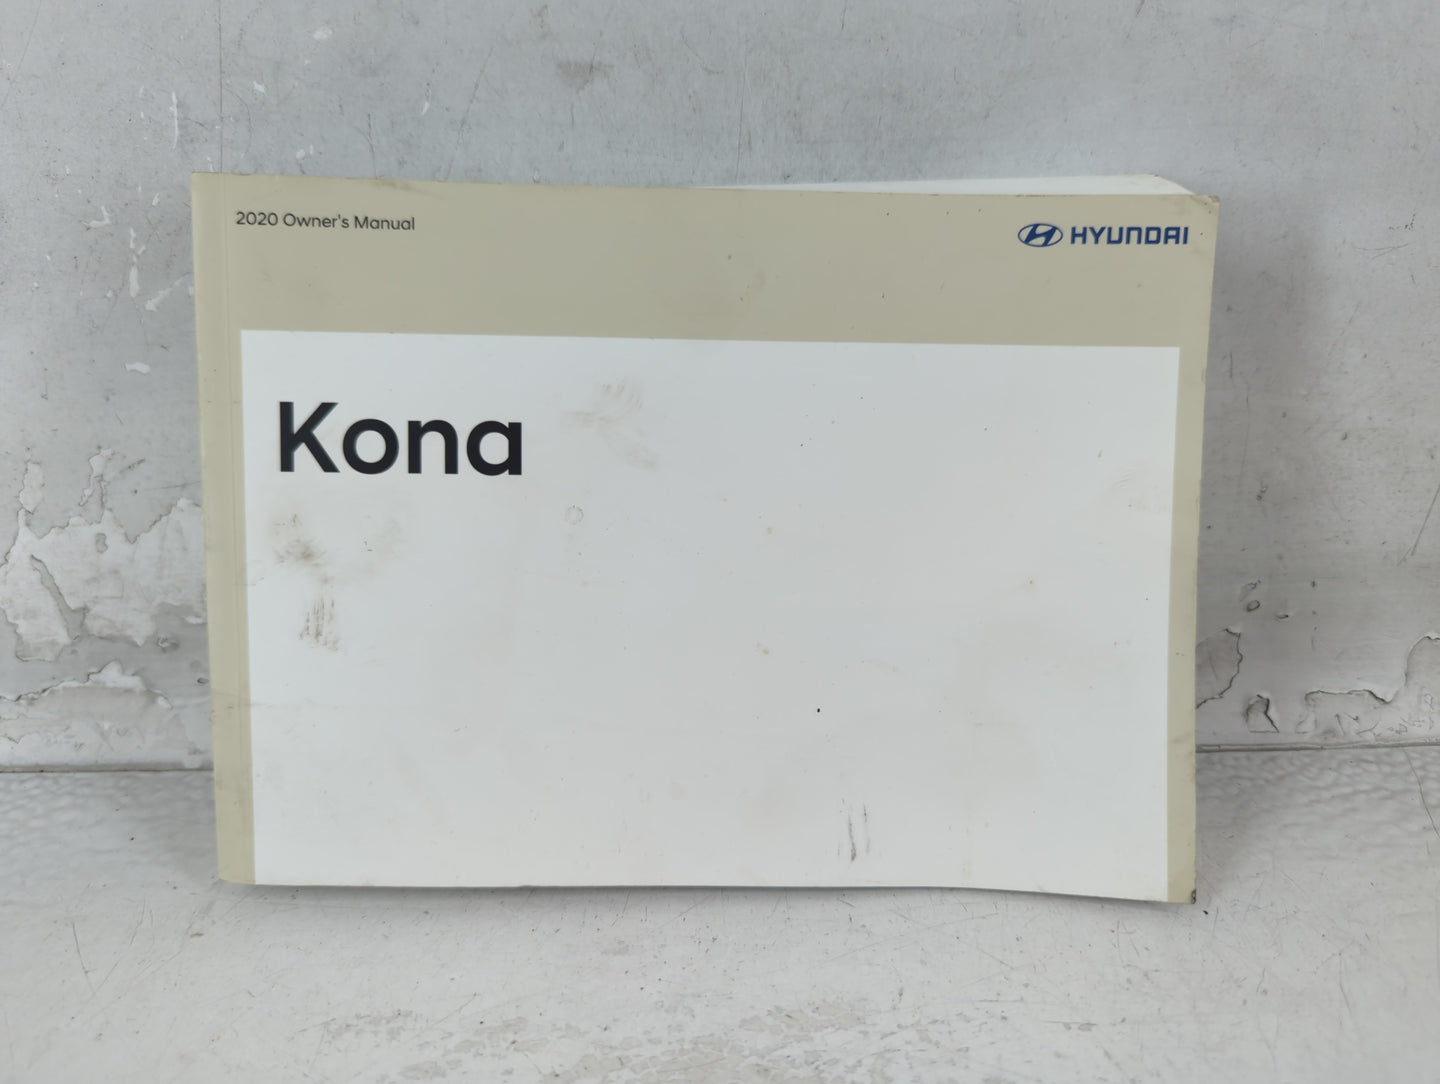 2020 Owner's Manual
HYUNDAI
Kona